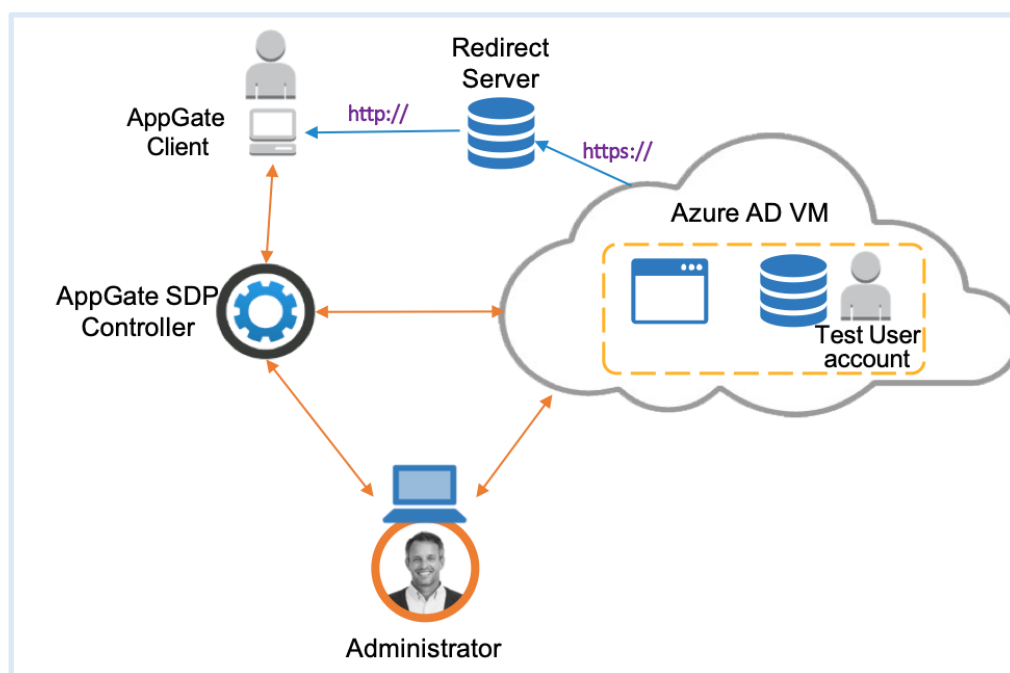 Redirect
Server
AppGate
Client
http://
https://
Azure AD VM
AppGate SDP
Controller
Test User
account
Administrator